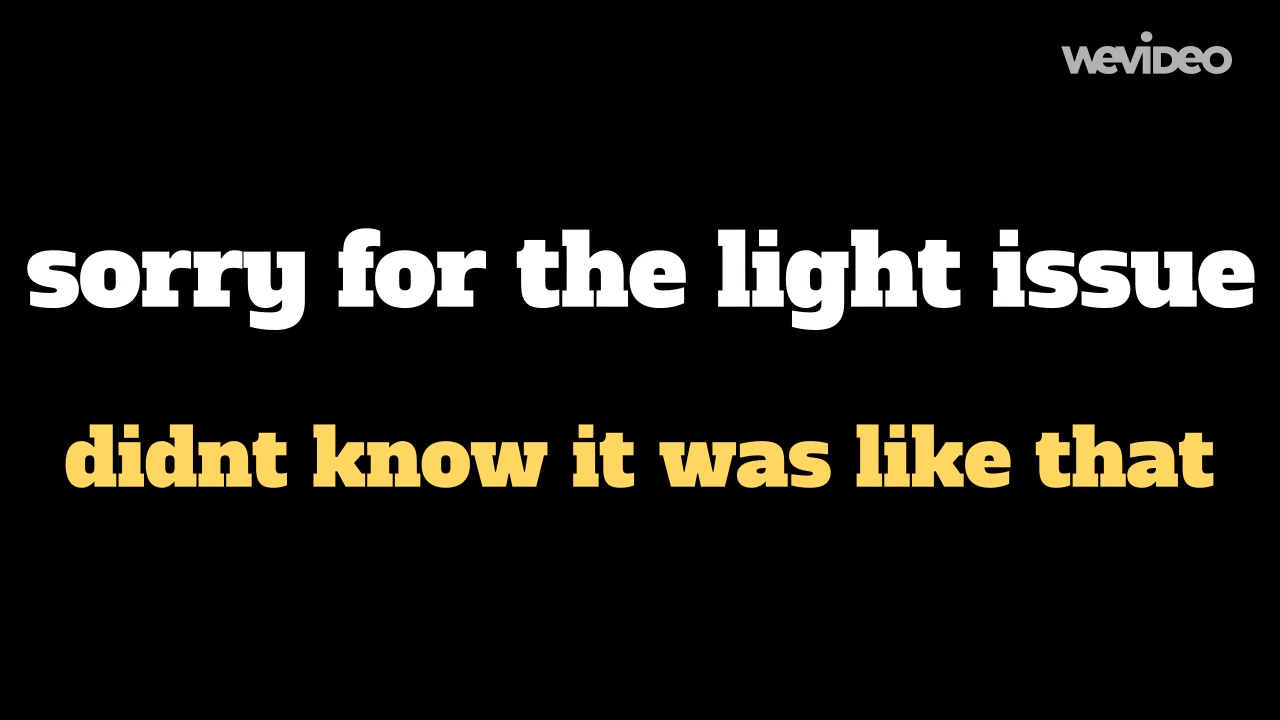 wevideo
sorry for the light issue
didnt know it was like that